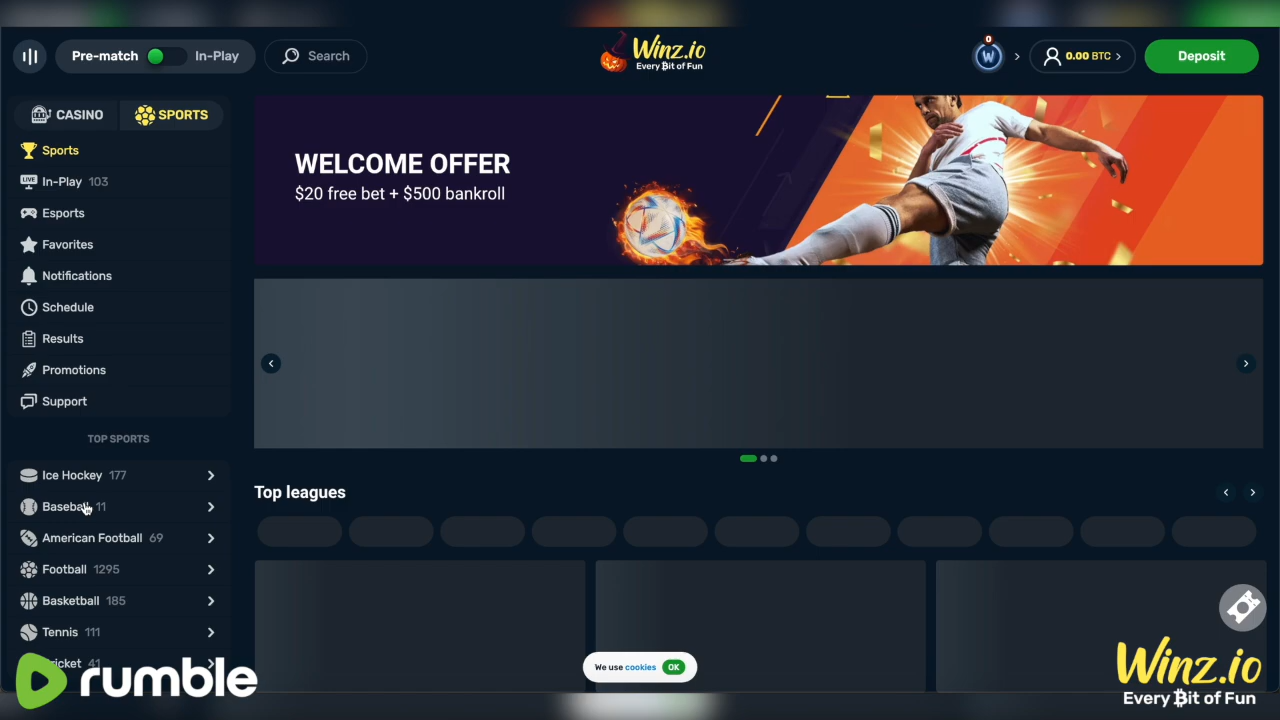 Pre-match In-Play
Search
Winz.io
Every Bit of Fun
0
W
0.00 BTC
Deposit
CASINO
SPORTS
Sports
LIVE In-Play 103
Esports
Favorites
Notifications
Schedule
Results
Promotions
Support
TOP SPORTS
Ice Hockey 177
Baseball 11
American Football 69
Football 1295
Basketball 185
Tennis 111
WELCOME OFFER
$20 free bet + $500 bankroll
Top leagues
We use cookies OK
rumble
Winz.io
Every ₿it of Fun